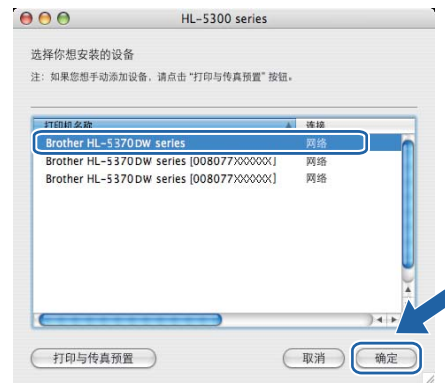 HL-5300 series
选择你想安装的设备
注: 如果您想手动添加设备, 请点击“打印与传真预置”按钮。
打印机名称 连接
Brother HL-5370DW series 网络
Brother HL-5370DW series [008077XXXXXX] 网络
Brother HL-5370DW series [008077XXXXXX] 网络
打印与传真预置 取消 确定